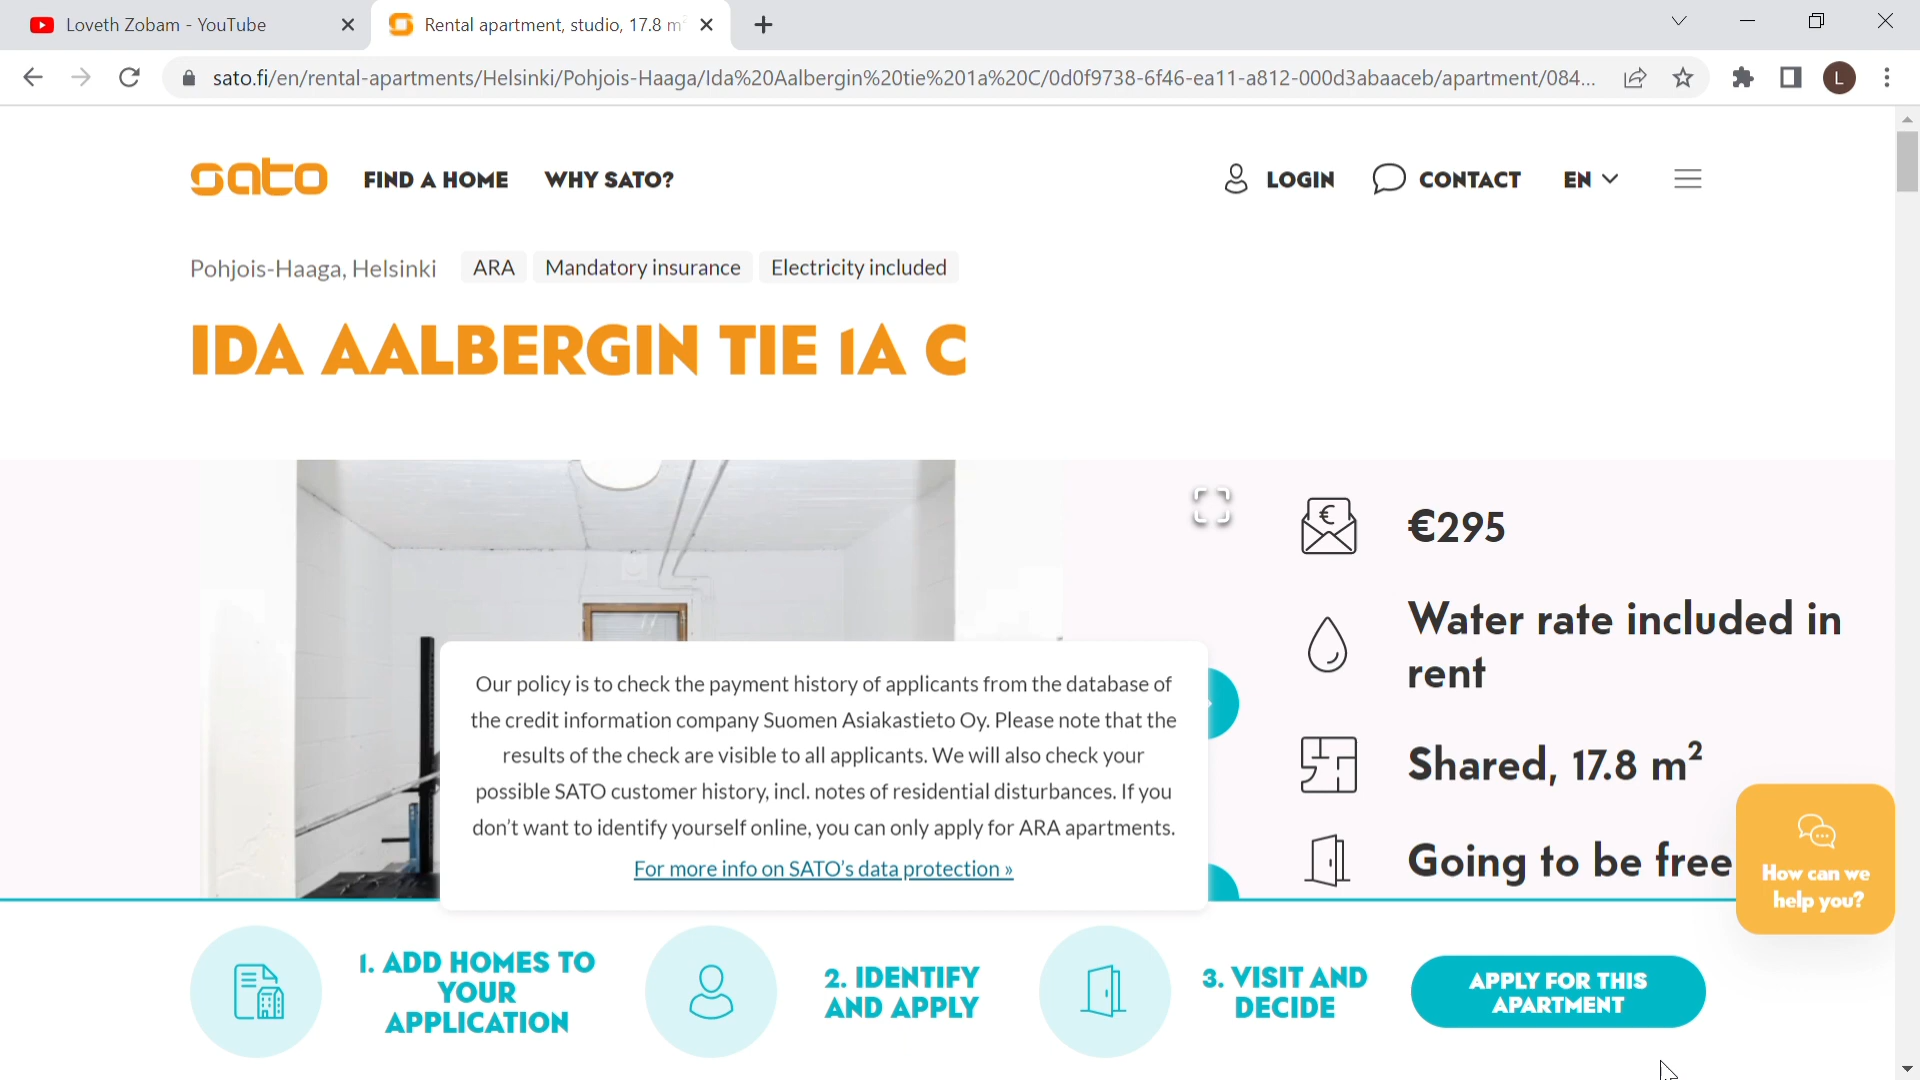 Loveth Zobam - YouTube
Rental apartment, studio, 17.8 m
sato.fi/en/rental-apartments/Helsinki/Pohjois-Haaga/Ida%20Aalbergin%20tie%201a%20C/0d0f9738-6f46-ea11-a812-000d3abaaceb/apartment/084...
L
sato
FIND A HOME
WHY SATO?
LOGIN
CONTACT
EN
Pohjois-Haaga, Helsinki
ARA
Mandatory insurance
Electricity included
IDA AALBERGIN TIE 1A C
€295
Water rate included in
rent
Shared, 17.8 m²
Going to be free
Our policy is to check the payment history of applicants from the database of
the credit information company Suomen Asiakastieto Oy. Please note that the
results of the check are visible to all applicants. We will also check your
possible SATO customer history, incl. notes of residential disturbances. If you
don't want to identify yourself online, you can only apply for ARA apartments.
For more info on SATO's data protection »
How can we
help you?
1. ADD HOMES TO
YOUR
APPLICATION
2. IDENTIFY
AND APPLY
3. VISIT AND
DECIDE
APPLY FOR THIS
APARTMENT